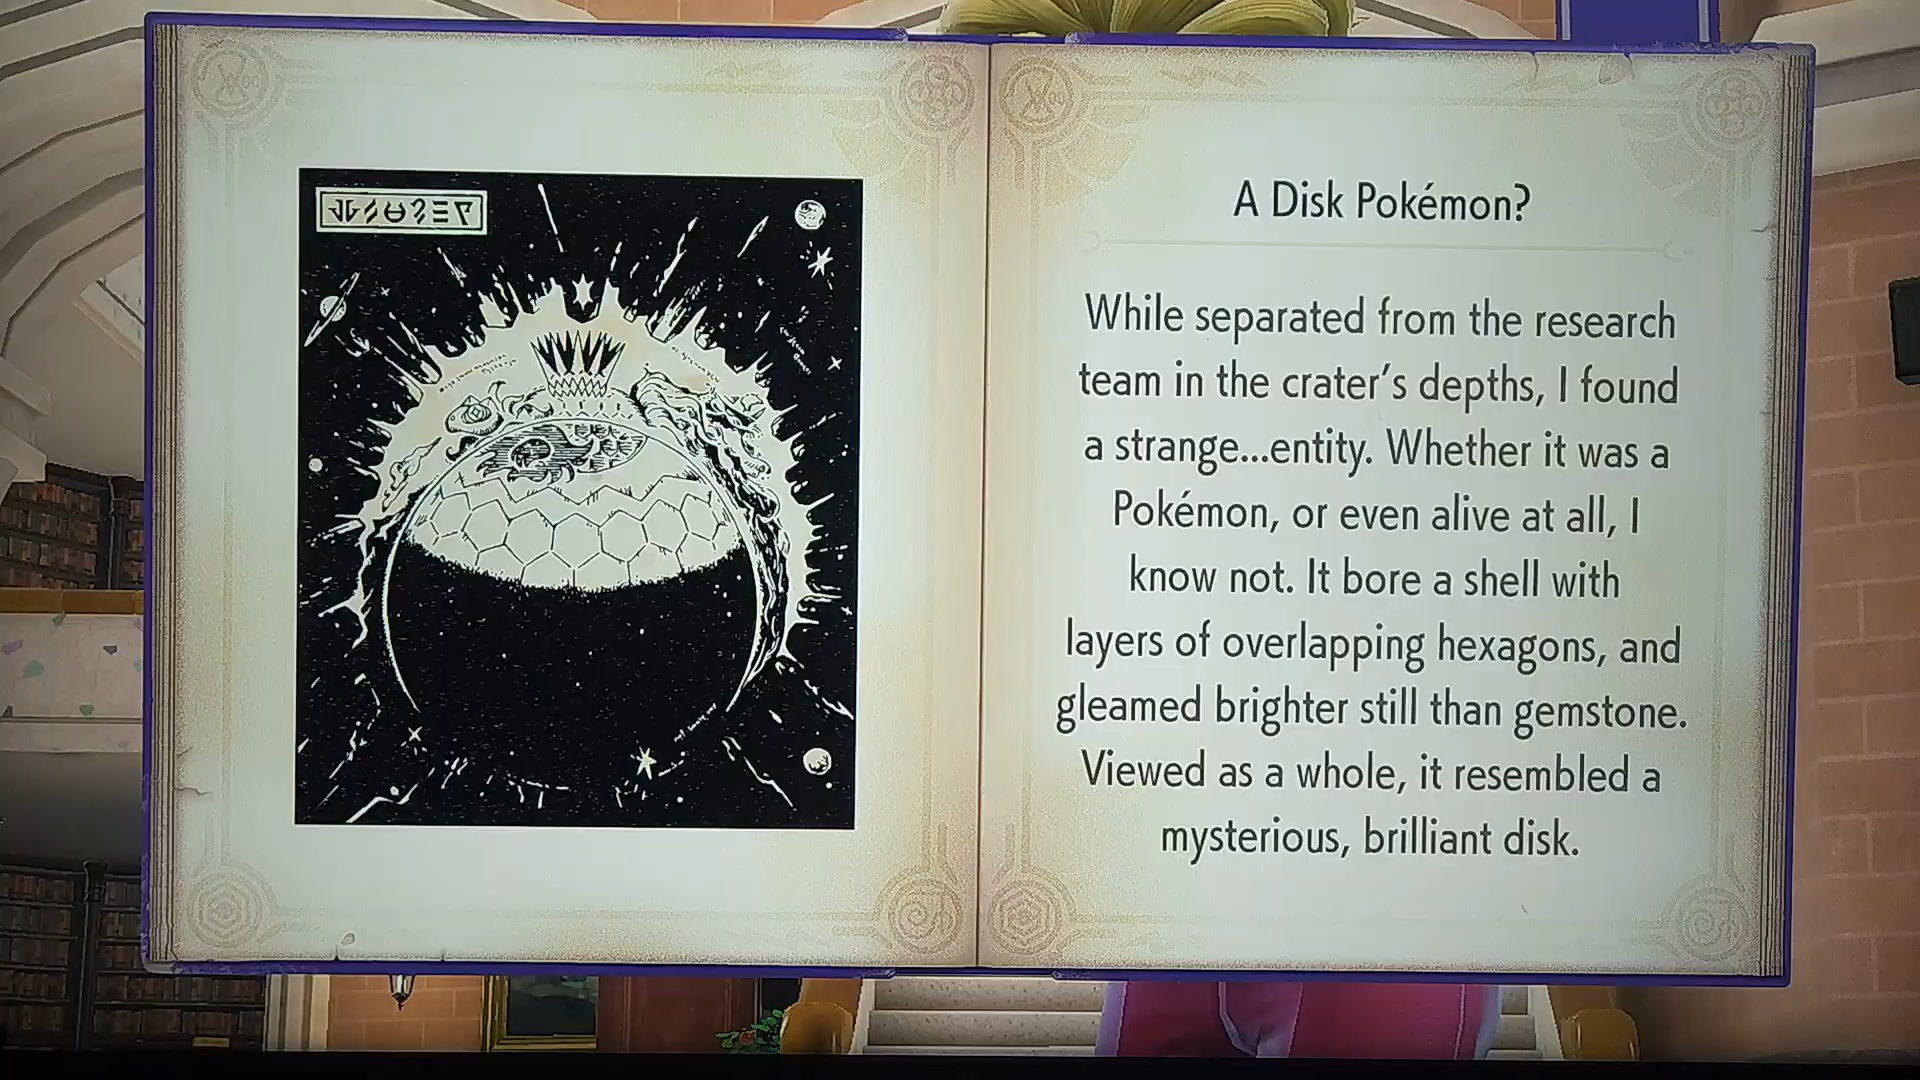 A Disk Pokémon?
While separated from the research
team in the crater's depths, I found
a strange...entity. Whether it was a
Pokémon, or even alive at all, I
know not. It bore a shell with
layers of overlapping hexagons, and
gleamed brighter still than gemstone.
Viewed as a whole, it resembled a
mysterious, brilliant disk.